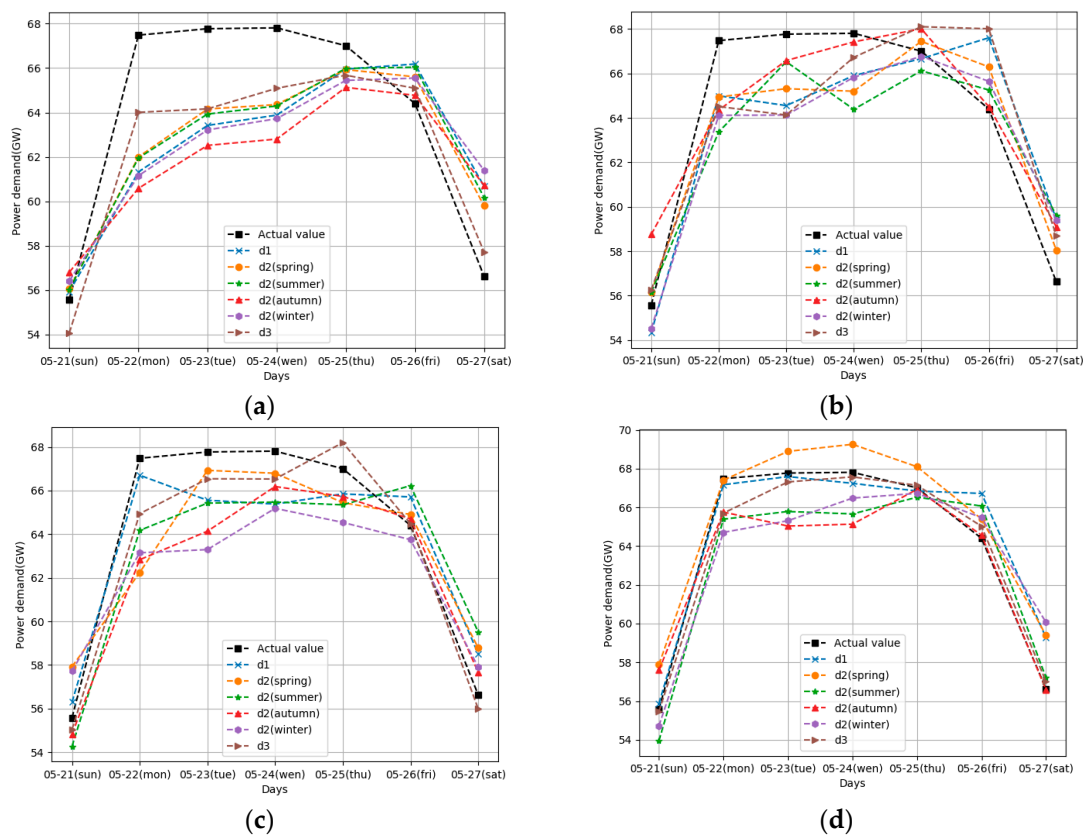 68
66
64
62
60
58
56
54
Power demand(GW)
Actual value
d1
d2(spring)
d2(summer)
d2(autumn)
d2(winter)
d3
05-21(sun) 05-22(mon) 05-23(tue) 05-24(wen) 05-25(thu) 05-26(fri) 05-27(sat)
Days
(a)
68
66
64
62
60
58
56
54
Power demand(GW)
Actual value
d1
d2(spring)
d2(summer)
d2(autumn)
d2(winter)
d3
05-21(sun) 05-22(mon) 05-23(tue) 05-24(wen) 05-25(thu) 05-26(fri) 05-27(sat)
Days
(b)
68
66
64
62
60
58
56
54
Power demand(GW)
Actual value
d1
d2(spring)
d2(summer)
d2(autumn)
d2(winter)
d3
05-21(sun) 05-22(mon) 05-23(tue) 05-24(wen) 05-25(thu) 05-26(fri) 05-27(sat)
Days
(c)
70
68
66
64
62
60
58
56
54
Power demand(GW)
Actual value
d1
d2(spring)
d2(summer)
d2(autumn)
d2(winter)
d3
05-21(sun) 05-22(mon) 05-23(tue) 05-24(wen) 05-25(thu) 05-26(fri) 05-27(sat)
Days
(d)